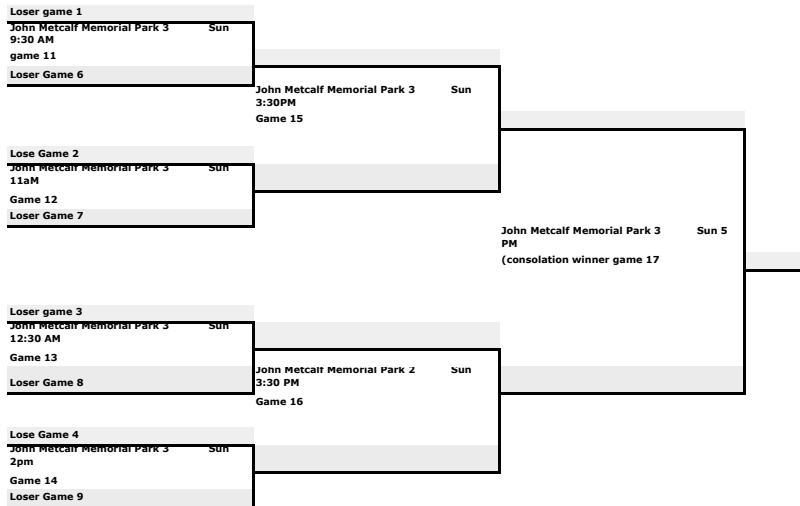 Loser game 1
John Metcalf Memorial Park 3 Sun
9:30 AM
game 11
Loser Game 6
John Metcalf Memorial Park 3 Sun
3:30PM
Game 15
Lose Game 2
John Metcalf Memorial Park 3 Sun
11aM
Game 12
Loser Game 7
John Metcalf Memorial Park 3 Sun 5
PM
(consolation winner game 17
Loser game 3
John Metcalf Memorial Park 3 Sun
12:30 AM
Game 13
Loser Game 8
John Metcalf Memorial Park 2 Sun
3:30 PM
Game 16
Lose Game 4
John Metcalf Memorial Park 3 Sun
2pm
Game 14
Loser Game 9